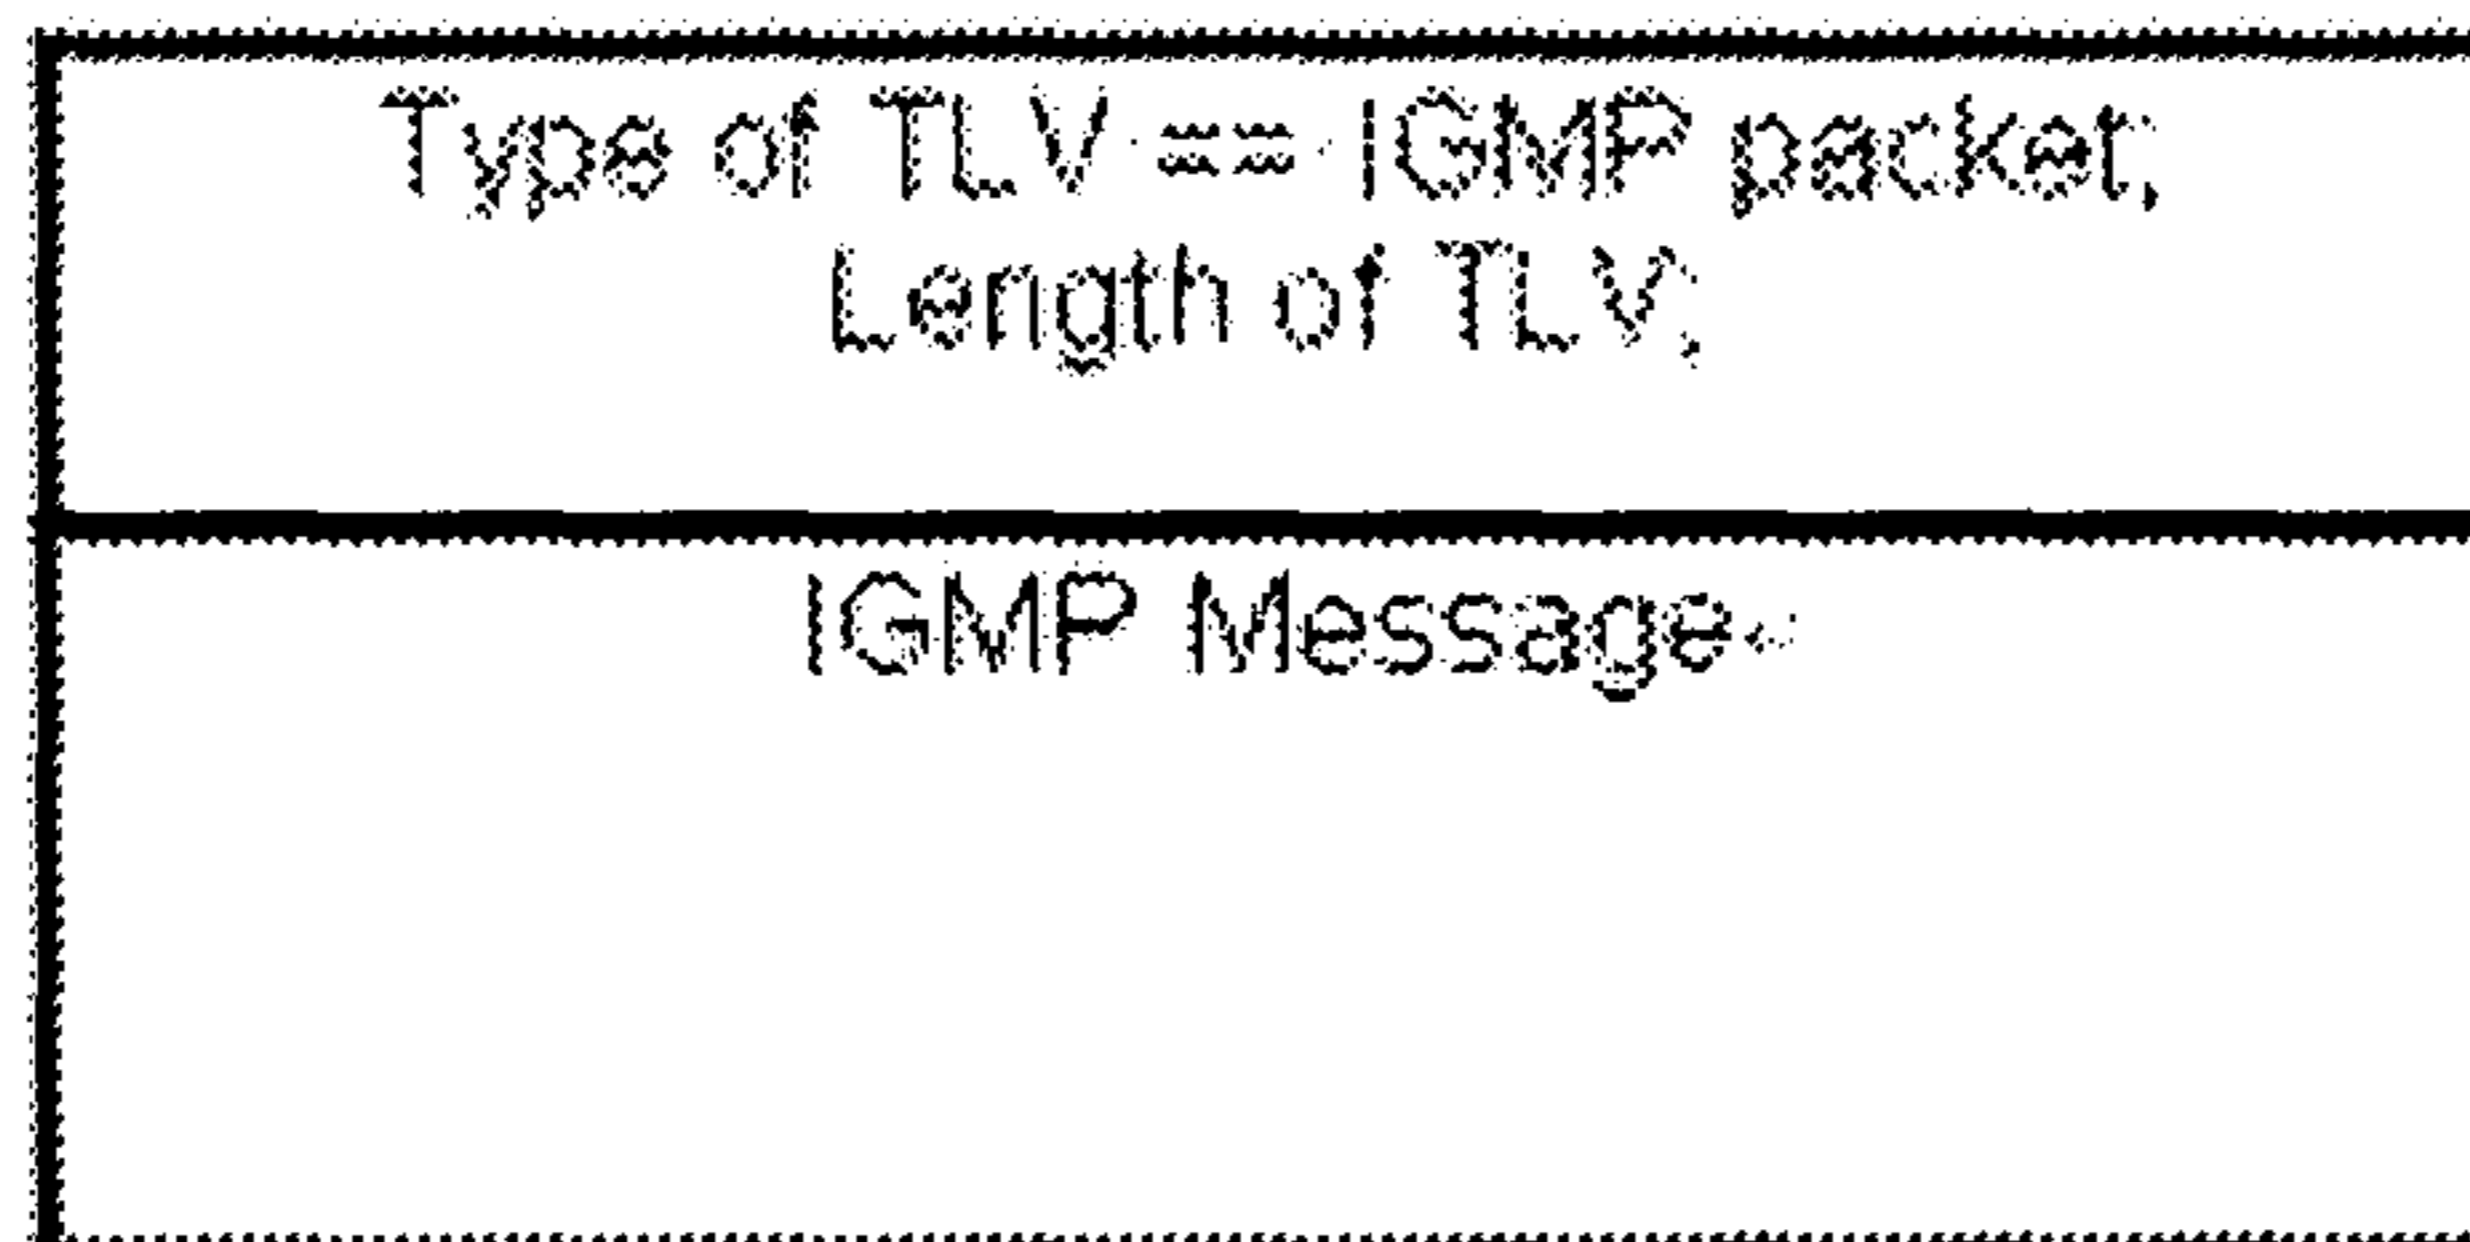 Type of TLV == IGMP packet,
Length of TLV,
IGMP Message